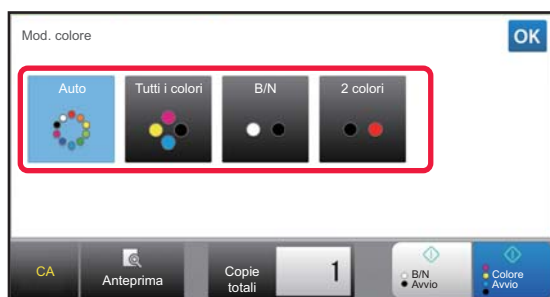 Mod. colore
OK
Auto
Tutti i colori
B/N
2 colori
CA
Anteprima
Copie
totali
1
B/N
Avvio
Colore
Avvio